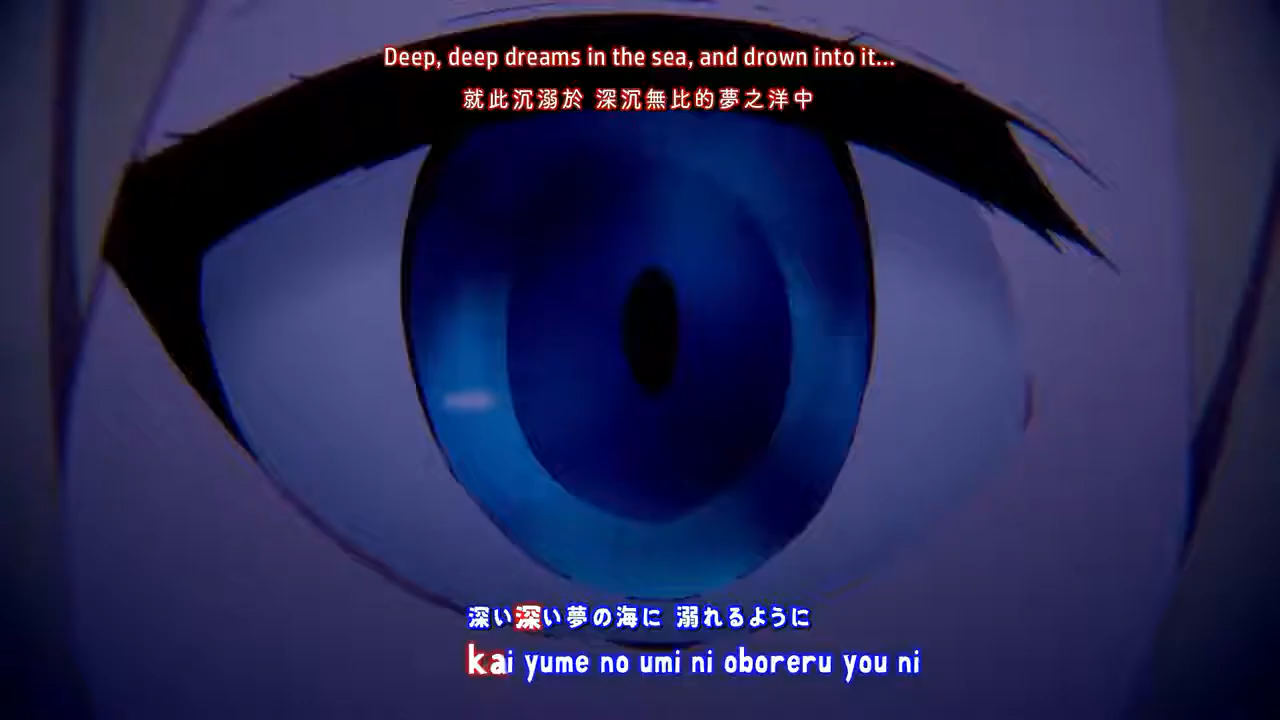 Deep, deep dreams in the sea, and drown into it...
就此沉溺於 深沉無比的夢之洋中
深い深い夢の海に 溺れるように
kai yume no umi ni oboreru you ni